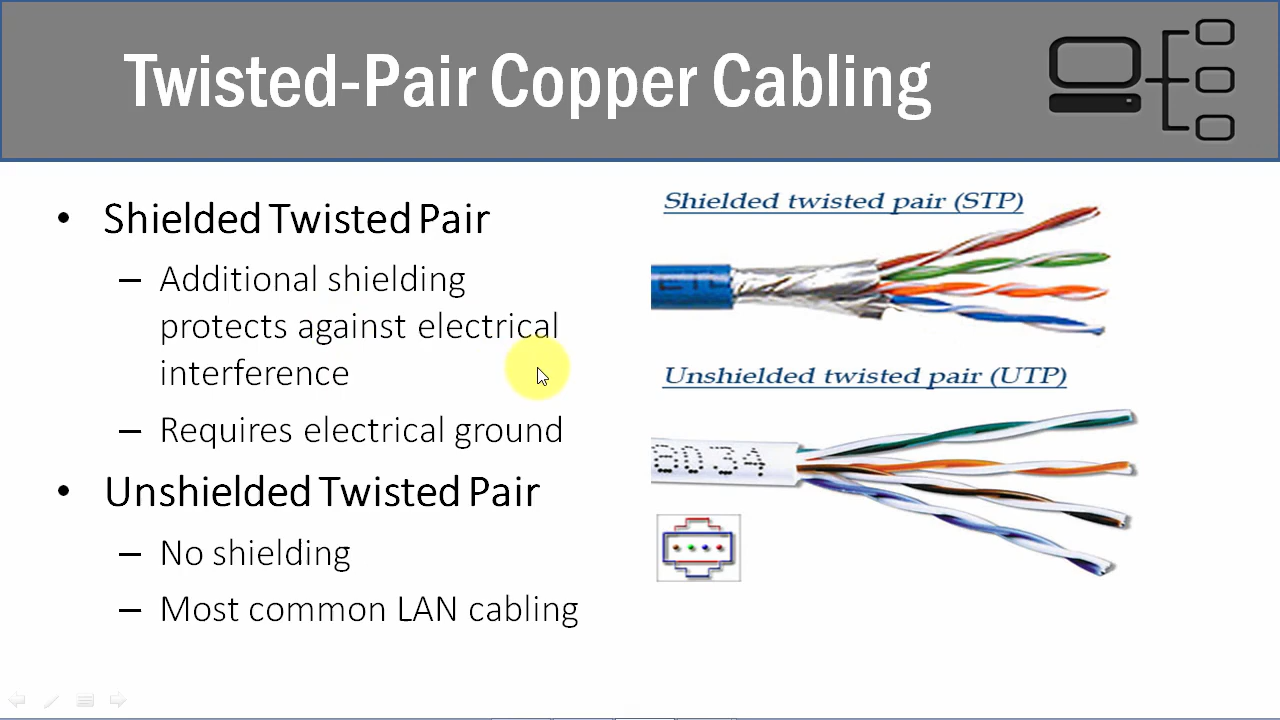 Twisted-Pair Copper Cabling
• Shielded Twisted Pair
– Additional shielding
protects against electrical
interference
– Requires electrical ground
• Unshielded Twisted Pair
– No shielding
– Most common LAN cabling
Shielded twisted pair (STP)
ETL
Unshielded twisted pair (UTP)